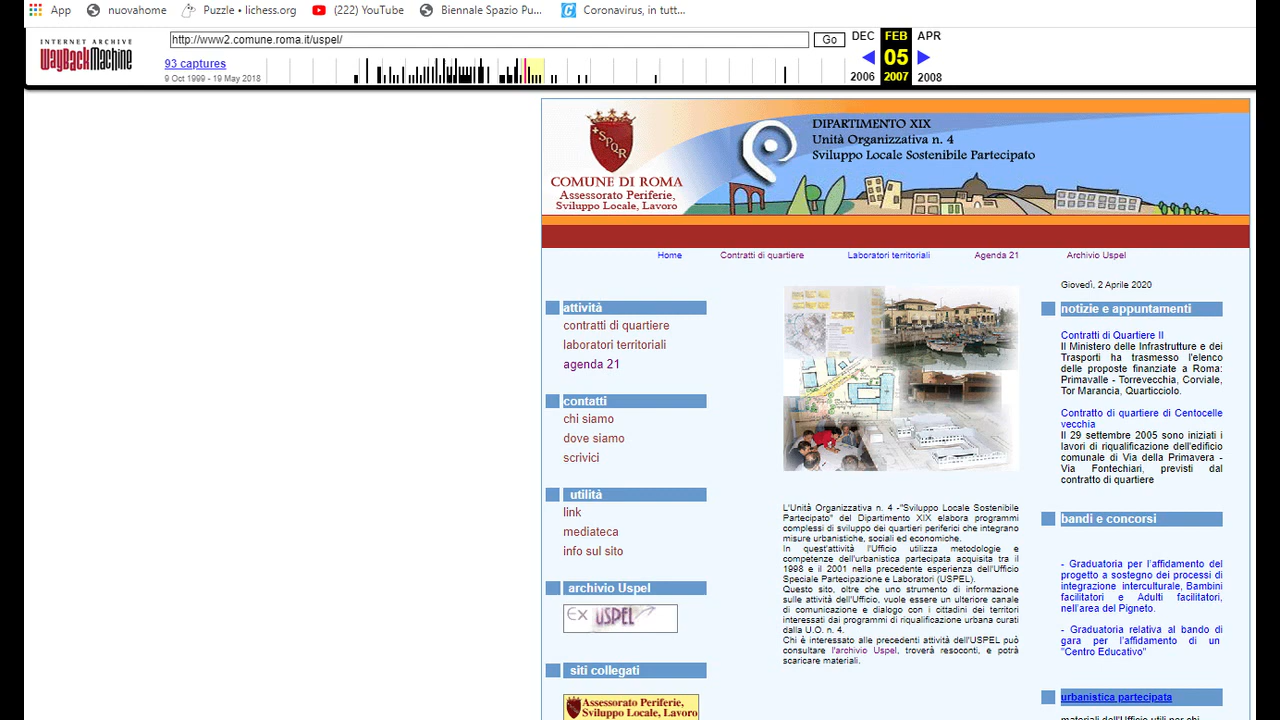 App
nuovahome
Puzzle • lichess.org
(222) YouTube
Biennale Spazio Pu...
Coronavirus, in tutt...
INTERNET ARCHIVE
WayBackMachine
http://www2.comune.roma.it/uspel/
Go
DEC
FEB
APR
93 captures
05
9 Oct 1999 - 19 May 2018
2006
2007
2008
SPQR
COMUNE DI ROMA
Assessorato Periferie,
Sviluppo Locale, Lavoro
DIPARTIMENTO XIX
Unità Organizzativa n. 4
Sviluppo Locale Sostenibile Partecipato
Home
Contratti di quartiere
Laboratori territoriali
Agenda 21
Archivio Uspel
attività
contratti di quartiere
laboratori territoriali
agenda 21
contatti
chi siamo
dove siamo
scrivici
utilità
link
mediateca
info sul sito
archivio Uspel
EX USPEL
siti collegati
Assessorato Periferie,
Sviluppo Locale, Lavoro
L'Unità Organizzativa n. 4 -"Sviluppo Locale Sostenibile
Partecipato" del Dipartimento XIX elabora programmi
complessi di sviluppo dei quartieri periferici che integrano
misure urbanistiche, sociali ed economiche.
In quest'attività l'Ufficio utilizza metodologie e
competenze dell'urbanistica partecipata acquisita tra il
1998 e il 2001 nella precedente esperienza dell'Ufficio
Speciale Partecipazione e Laboratori (USPEL).
Questo sito, oltre che uno strumento di informazione
sulle attività dell'Ufficio, vuole essere un ulteriore canale
di comunicazione e dialogo con i cittadini dei territori
interessati dai programmi di riqualificazione urbana curati
dalla U.O. n. 4.
Chi è interessato alle precedenti attività dell'USPEL può
consultare l'archivio Uspel, troverà resoconti, e potrà
scaricare materiali.
Giovedì, 2 Aprile 2020
notizie e appuntamenti
Contratti di Quartiere II
Il Ministero delle Infrastrutture e dei
Trasporti ha trasmesso l'elenco
delle proposte finanziate a Roma:
Primavalle - Torrevecchia, Corviale,
Tor Marancia, Quarticciolo.
Contratto di quartiere di Centocelle
vecchia
Il 29 settembre 2005 sono iniziati i
lavori di riqualificazione dell'edificio
comunale di Via della Primavera -
Via Fontechiari, previsti dal
contratto di quartiere
bandi e concorsi
- Graduatoria per l'affidamento del
progetto a sostegno dei processi di
integrazione interculturale, Bambini
facilitatori e Adulti facilitatori,
nell'area del Pigneto.
- Graduatoria relativa al bando di
gara per l'affidamento di un
"Centro Educativo"
urbanistica partecipata
materiali dell'Ufficio utili per chi